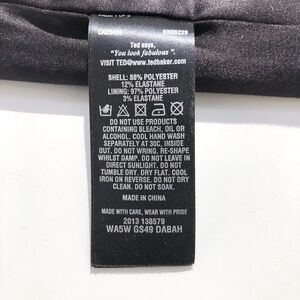 PAGE 1 OF 2
Ted says,
"You look fabulous".
VISIT TED@www.tedbaker.com
SHELL: 88% POLYESTER
12% ELASTANE
LINING: 97% POLYESTER
3% ELASTANE
DO NOT USE PRODUCTS
CONTAINING BLEACH, OIL OR
ALCOHOL. COOL HAND WASH
SEPARATELY AT 30C. INSIDE
OUT. DO NOT WRING. RE-SHAPE
WHILST DAMP. DO NOT LEAVE IN
DIRECT SUNLIGHT. DO NOT
TUMBLE DRY. DRY FLAT. COOL
IRON ON REVERSE. DO NOT DRY
CLEAN. DO NOT SOAK.
MADE IN CHINA
MADE WITH CARE, WEAR WITH PRIDE
2013 138579
WA5W GS49 DABAH